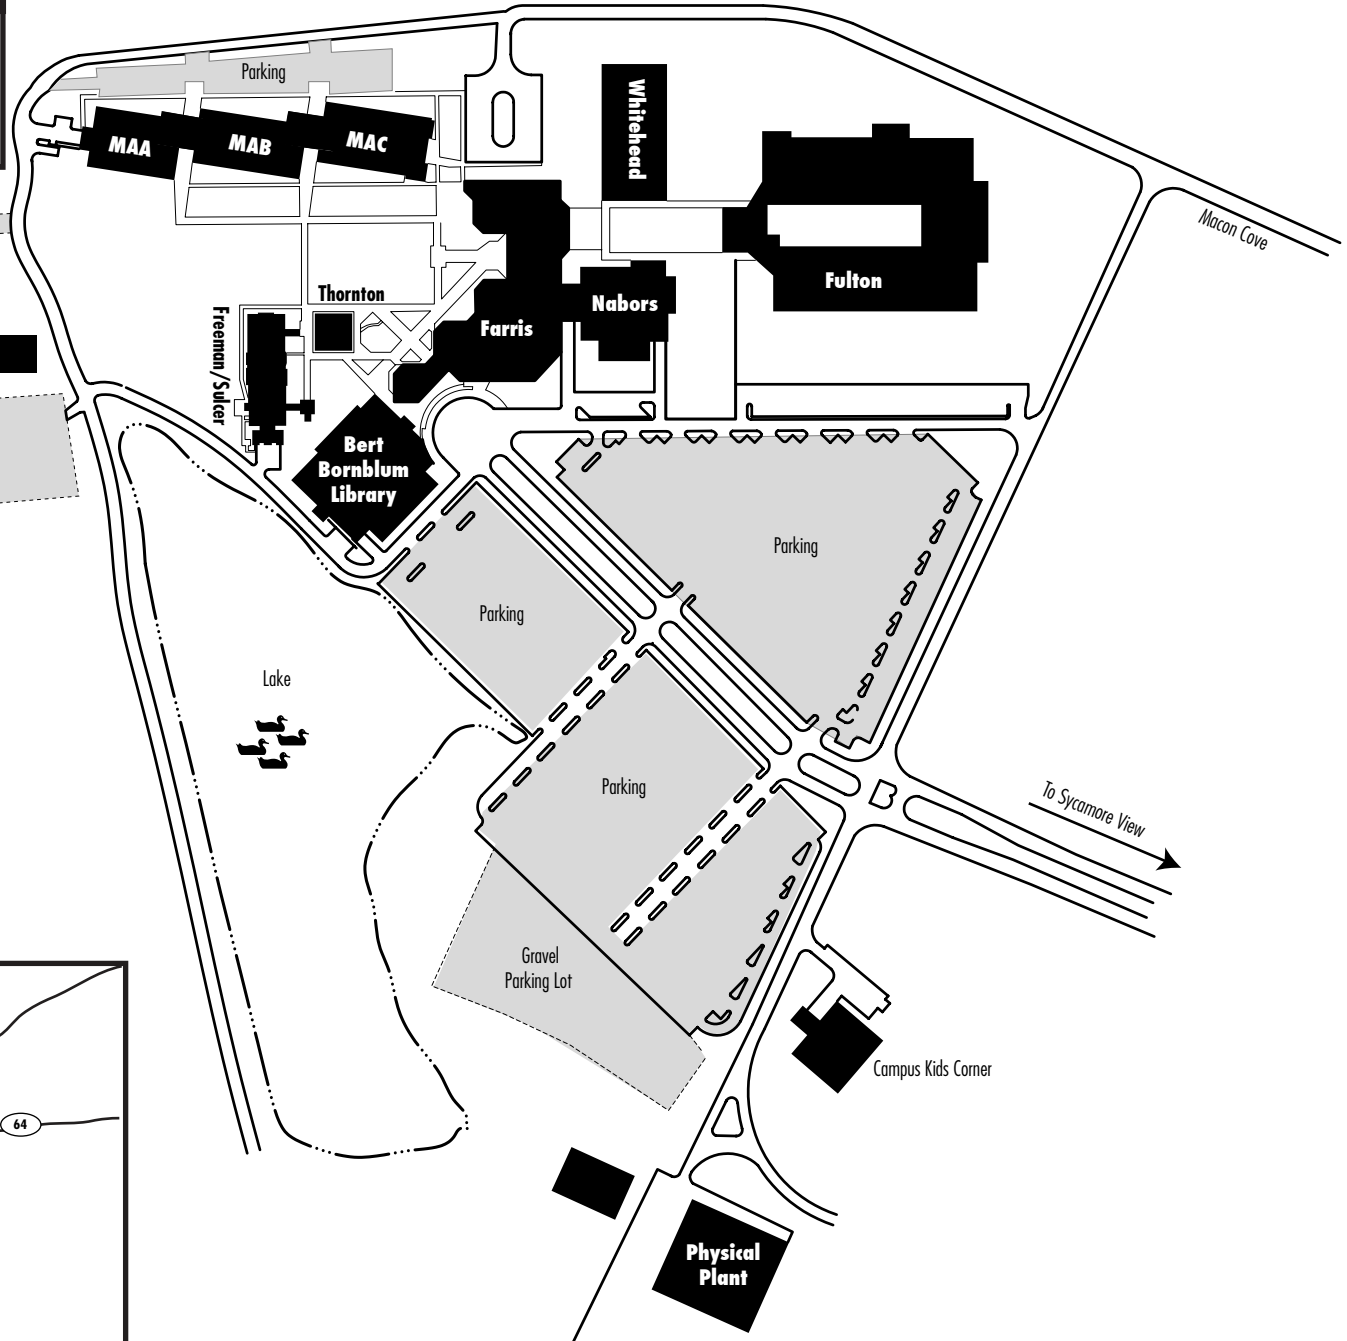 Parking
Whitehead
MAA
MAB
MAC
Macon Cove
Fulton
Thornton
Nabors
Freeman/Sulcer
Farris
Bert
Bornblum
Library
Parking
Parking
Lake
Parking
To Sycamore View
Gravel
Parking Lot
Campus Kids Corner
64
Physical
Plant